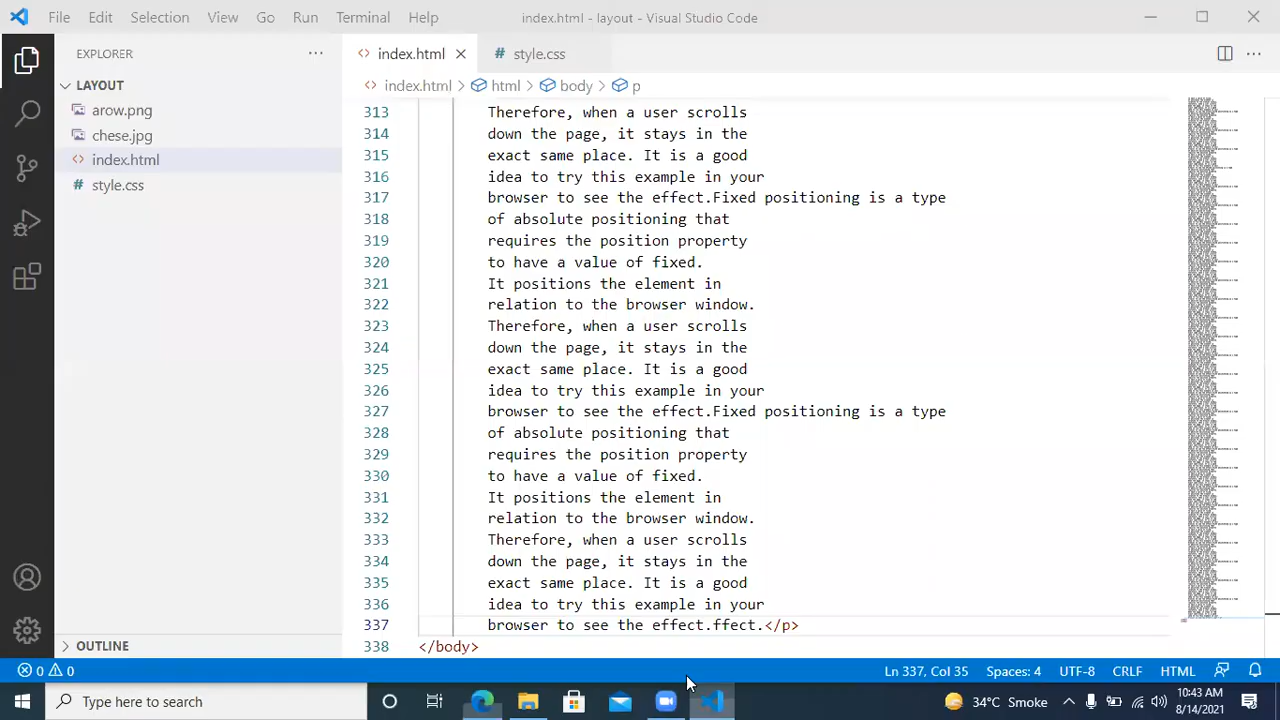 File Edit Selection View Go Run Terminal Help index.html - layout - Visual Studio Code
EXPLORER
LAYOUT
arow.png
chese.jpg
index.html
style.css
OUTLINE
index.html style.css
index.html > html > body > p
313 Therefore, when a user scrolls
314 down the page, it stays in the
315 exact same place. It is a good
316 idea to try this example in your
317 browser to see the effect.Fixed positioning is a type
318 of absolute positioning that
319 requires the position property
320 to have a value of fixed.
321 It positions the element in
322 relation to the browser window.
323 Therefore, when a user scrolls
324 down the page, it stays in the
325 exact same place. It is a good
326 idea to try this example in your
327 browser to see the effect.Fixed positioning is a type
328 of absolute positioning that
329 requires the position property
330 to have a value of fixed.
331 It positions the element in
332 relation to the browser window.
333 Therefore, when a user scrolls
334 down the page, it stays in the
335 exact same place. It is a good
336 idea to try this example in your
337 browser to see the effect.ffect.</p>
338 </body>
0 0 Ln 337, Col 35 Spaces: 4 UTF-8 CRLF HTML
Type here to search 34°C Smoke 10:43 AM
8/14/2021